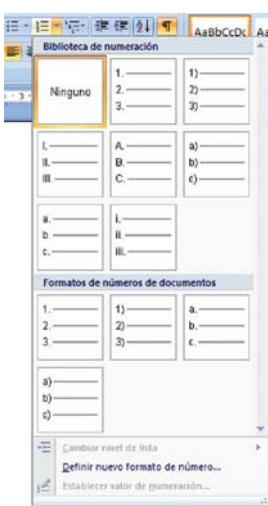 AaBbCcDc Aa
Biblioteca de numeración
Ninguno
1.
2.
3.
1)
2)
3)
I.
II.
III.
A.
B.
C.
a)
b)
c)
a.
b.
c.
i.
ii.
iii.
Formatos de números de documentos
1.
2.
3.
1)
2)
3)
a.
b.
c.
a)
b)
c)
Cambiar nivel de lista
Definir nuevo formato de número...
Establecer valor de numeración...